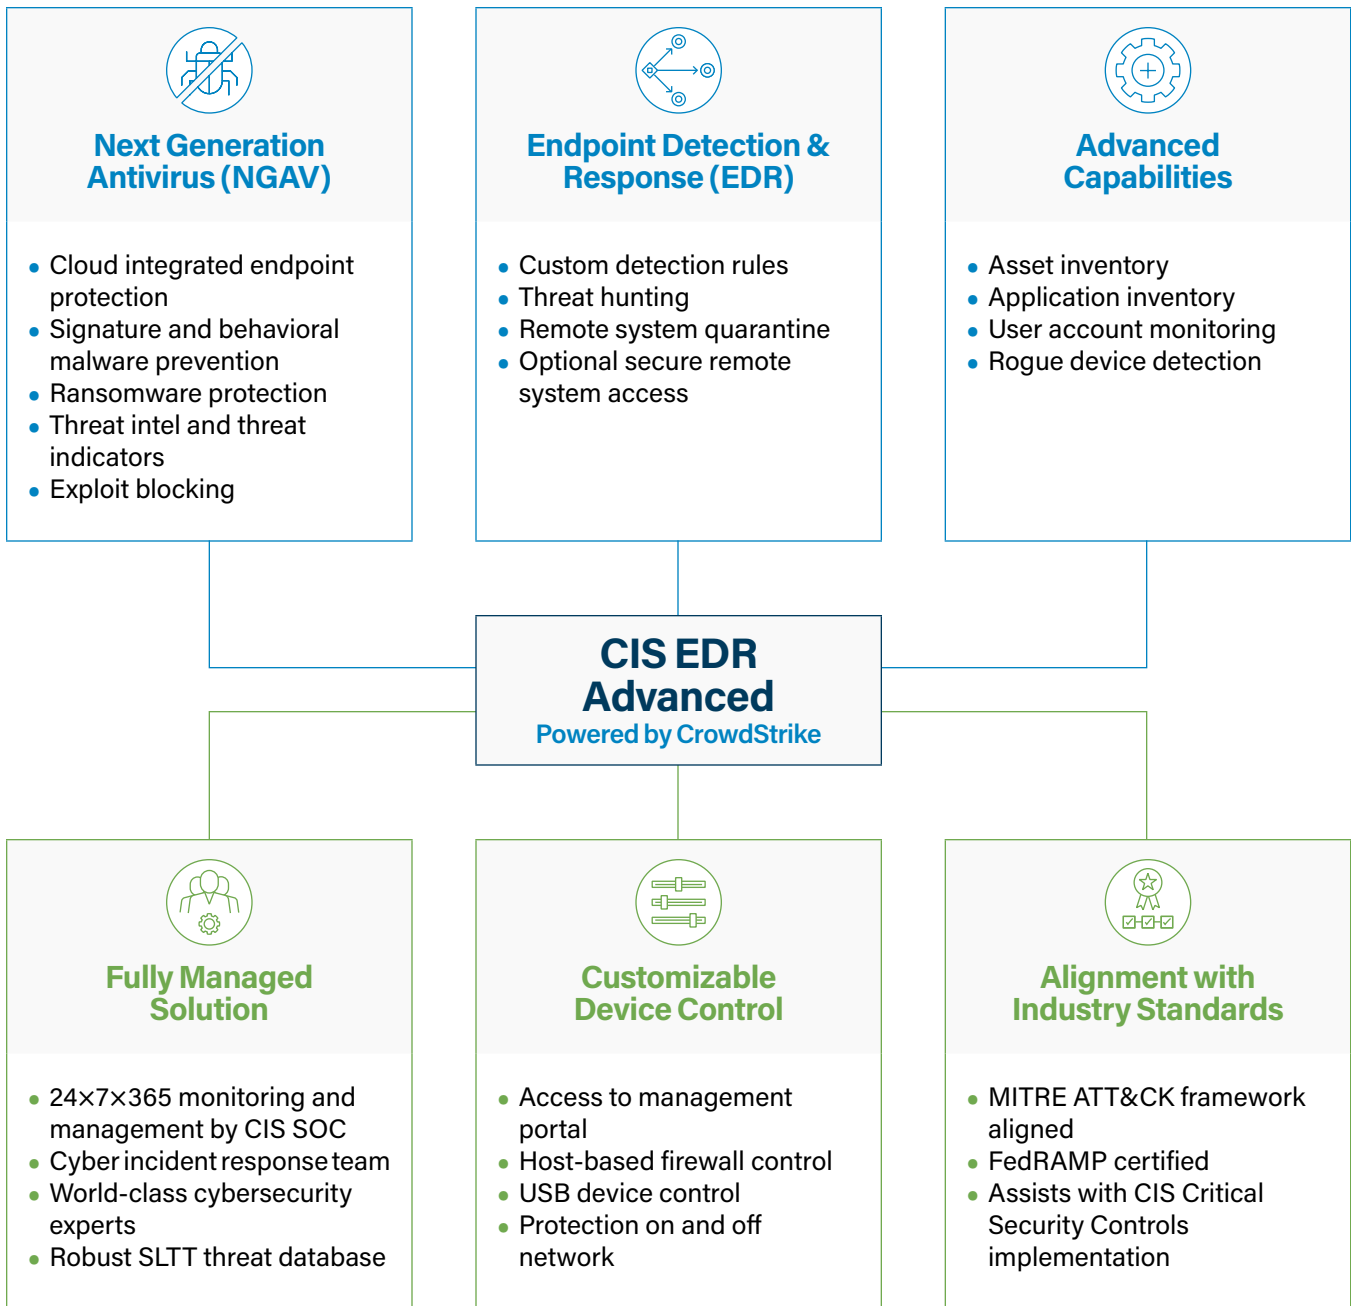 Next Generation
Antivirus (NGAV)
• Cloud integrated endpoint
protection
• Signature and behavioral
malware prevention
• Ransomware protection
• Threat intel and threat
indicators
• Exploit blocking
Endpoint Detection &
Response (EDR)
• Custom detection rules
• Threat hunting
• Remote system quarantine
• Optional secure remote
system access
Advanced
Capabilities
• Asset inventory
• Application inventory
• User account monitoring
• Rogue device detection
CIS EDR
Advanced
Powered by CrowdStrike
Fully Managed
Solution
• 24×7×365 monitoring and
management by CIS SOC
• Cyber incident response team
• World-class cybersecurity
experts
• Robust SLTT threat database
Customizable
Device Control
• Access to management
portal
• Host-based firewall control
• USB device control
• Protection on and off
network
Alignment with
Industry Standards
• MITRE ATT&CK framework
aligned
• FedRAMP certified
• Assists with CIS Critical
Security Controls
implementation